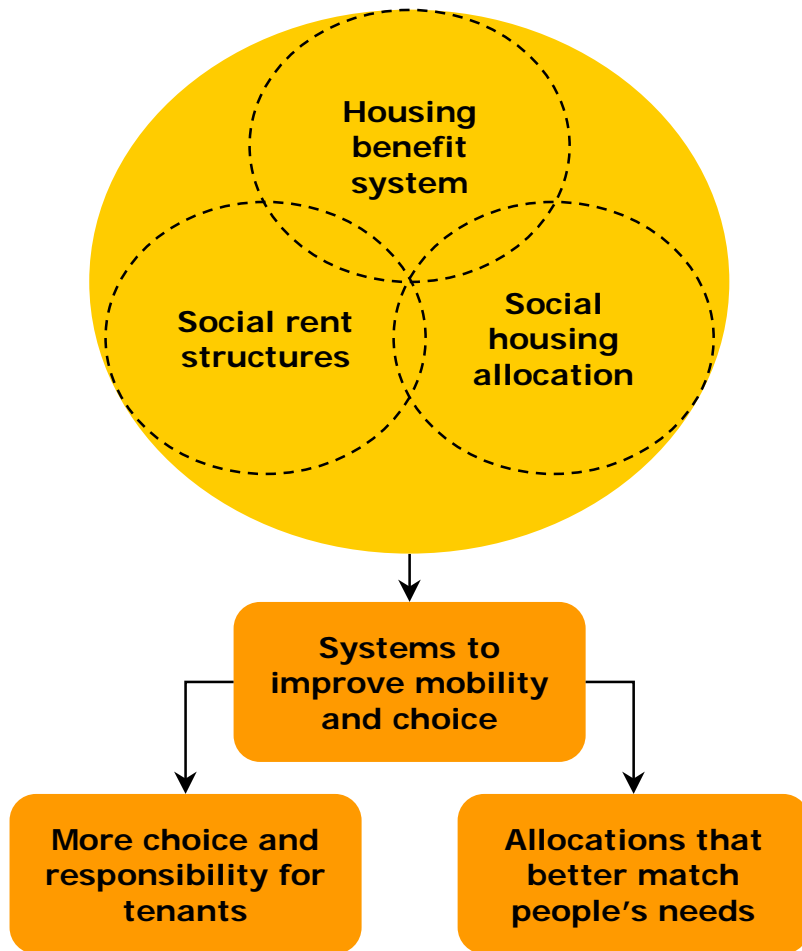 Housing
benefit
system
Social rent
structures
Social
housing
allocation
Systems to
improve mobility
and choice
More choice and
responsibility for
tenants
Allocations that
better match
people’s needs